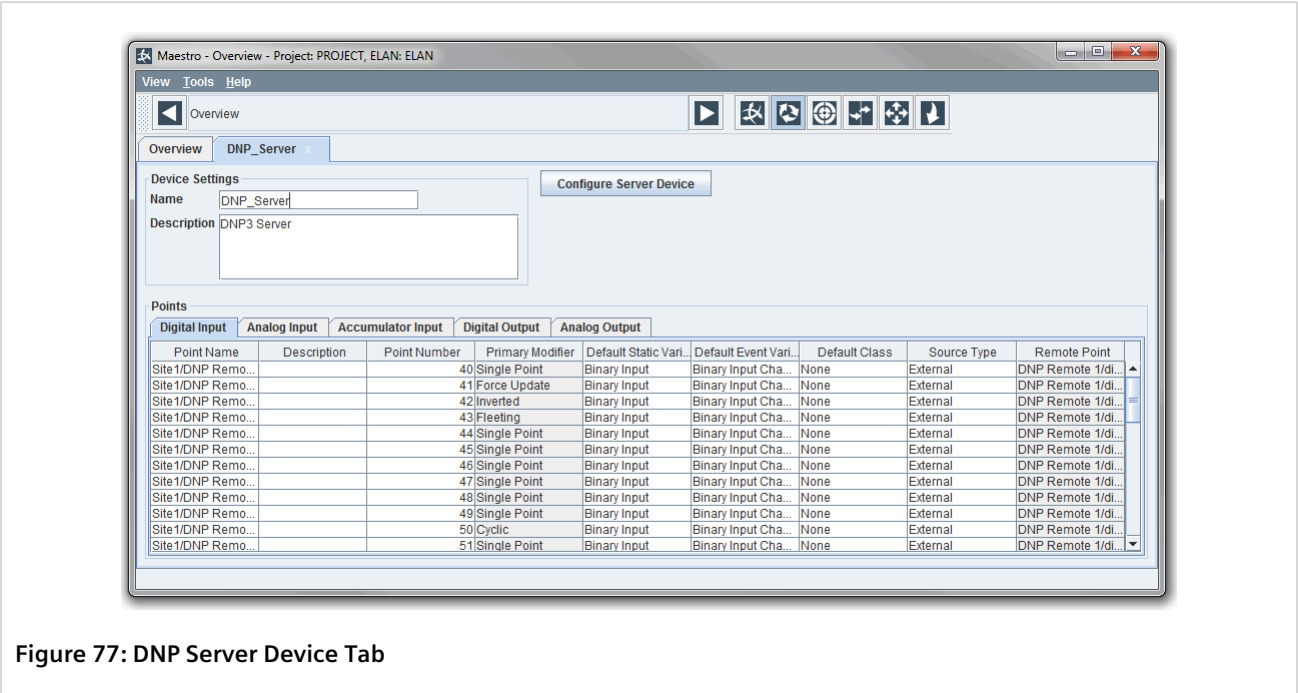 Maestro - Overview - Project: PROJECT, ELAN: ELAN
View Tools Help
Overview
Overview DNP_Server x
Device Settings
Configure Server Device
Name DNP_Server
Description DNP3 Server
Points
Digital Input Analog Input Accumulator Input Digital Output Analog Output
Point Name Description Point Number Primary Modifier Default Static Vari... Default Event Vari... Default Class Source Type Remote Point
Site1/DNP Remo... 40 Single Point Binary Input Binary Input Cha... None External DNP Remote 1/di...
Site1/DNP Remo... 41 Force Update Binary Input Binary Input Cha... None External DNP Remote 1/di...
Site1/DNP Remo... 42 Inverted Binary Input Binary Input Cha... None External DNP Remote 1/di...
Site1/DNP Remo... 43 Fleeting Binary Input Binary Input Cha... None External DNP Remote 1/di...
Site1/DNP Remo... 44 Single Point Binary Input Binary Input Cha... None External DNP Remote 1/di...
Site1/DNP Remo... 45 Single Point Binary Input Binary Input Cha... None External DNP Remote 1/di...
Site1/DNP Remo... 46 Single Point Binary Input Binary Input Cha... None External DNP Remote 1/di...
Site1/DNP Remo... 47 Single Point Binary Input Binary Input Cha... None External DNP Remote 1/di...
Site1/DNP Remo... 48 Single Point Binary Input Binary Input Cha... None External DNP Remote 1/di...
Site1/DNP Remo... 49 Single Point Binary Input Binary Input Cha... None External DNP Remote 1/di...
Site1/DNP Remo... 50 Cyclic Binary Input Binary Input Cha... None External DNP Remote 1/di...
Site1/DNP Remo... 51 Single Point Binary Input Binary Input Cha... None External DNP Remote 1/di...
Figure 77: DNP Server Device Tab